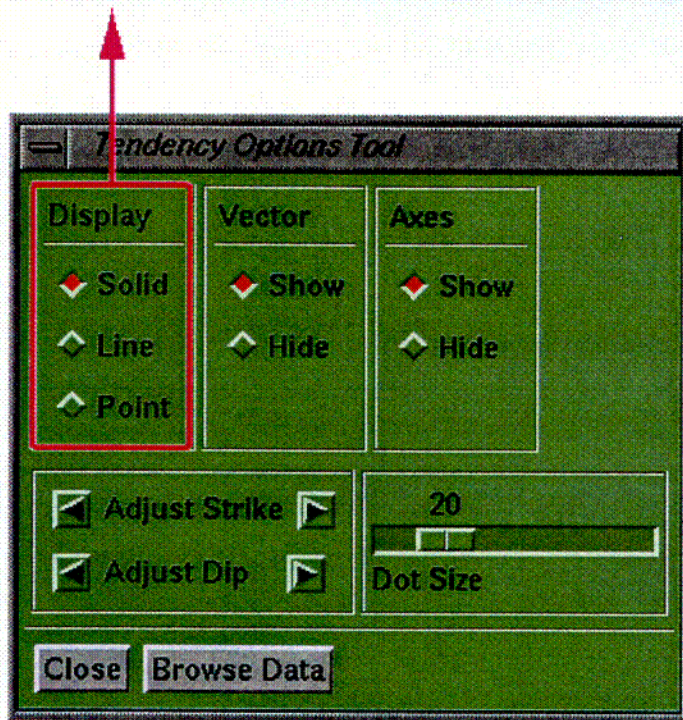 Tendency Options Tool
Display Vector Axes
Solid Show Show
Line Hide Hide
Point
Adjust Strike 20
Adjust Dip Dot Size
Close Browse Data